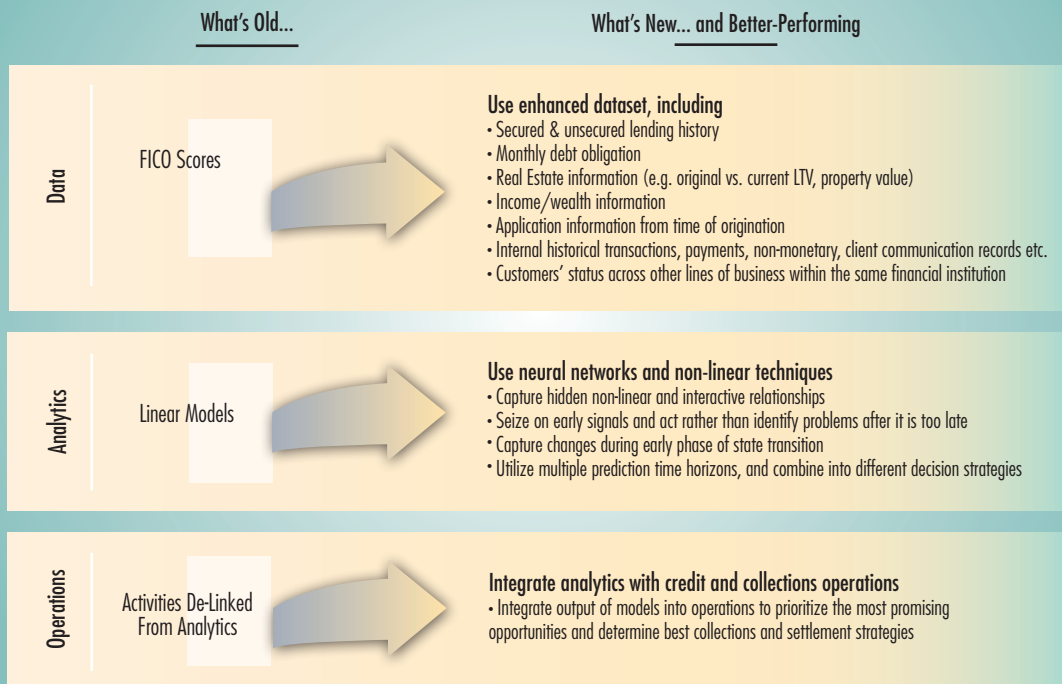 What's Old...
What's New... and Better-Performing
Data
FICO Scores
Use enhanced dataset, including
• Secured & unsecured lending history
• Monthly debt obligation
• Real Estate information (e.g. original vs. current LTV, property value)
• Income/wealth information
• Application information from time of origination
• Internal historical transactions, payments, non-monetary, client communication records etc.
• Customers' status across other lines of business within the same financial institution
Analytics
Linear Models
Use neural networks and non-linear techniques
• Capture hidden non-linear and interactive relationships
• Seize on early signals and act rather than identify problems after it is too late
• Capture changes during early phase of state transition
• Utilize multiple prediction time horizons, and combine into different decision strategies
Operations
Activities De-Linked
From Analytics
Integrate analytics with credit and collections operations
• Integrate output of models into operations to prioritize the most promising
opportunities and determine best collections and settlement strategies